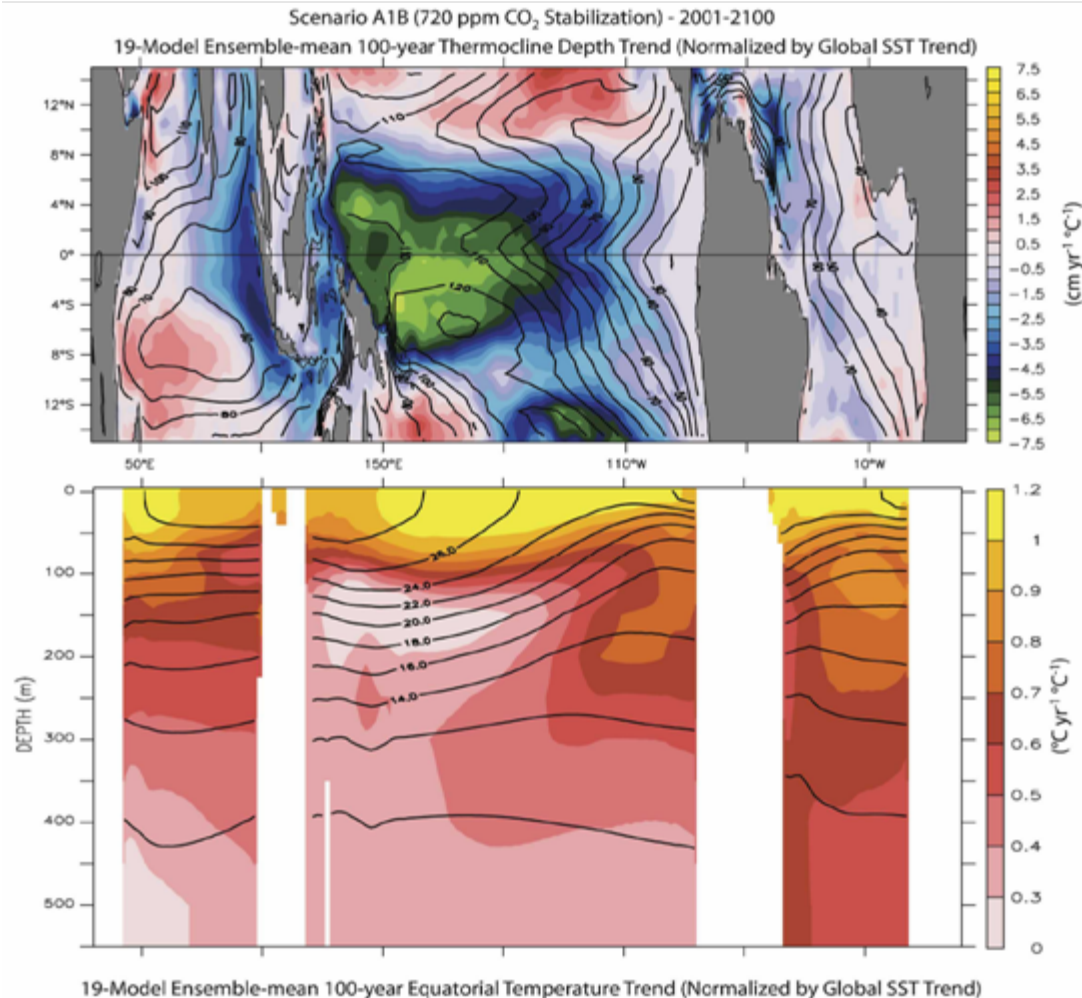 Scenario A1B (720 ppm CO₂ Stabilization) - 2001-2100
19-Model Ensemble-mean 100-year Thermocline Depth Trend (Normalized by Global SST Trend)
12°N
8°N
4°N
0°
4°S
8°S
12°S
110
120
100
80
50°E
150°E
110°W
10°W
7.5
6.5
5.5
4.5
3.5
2.5
1.5
0.5
−0.5
−1.5
−2.5
−3.5
−4.5
−5.5
−6.5
−7.5
(cm yr⁻¹ °C⁻¹)
0
100
200
300
400
500
DEPTH (m)
24.0
22.0
20.0
18.0
16.0
14.0
1.2
1
0.9
0.8
0.7
0.6
0.5
0.4
0.3
0
(°C yr⁻¹ °C⁻¹)
19-Model Ensemble-mean 100-year Equatorial Temperature Trend (Normalized by Global SST Trend)